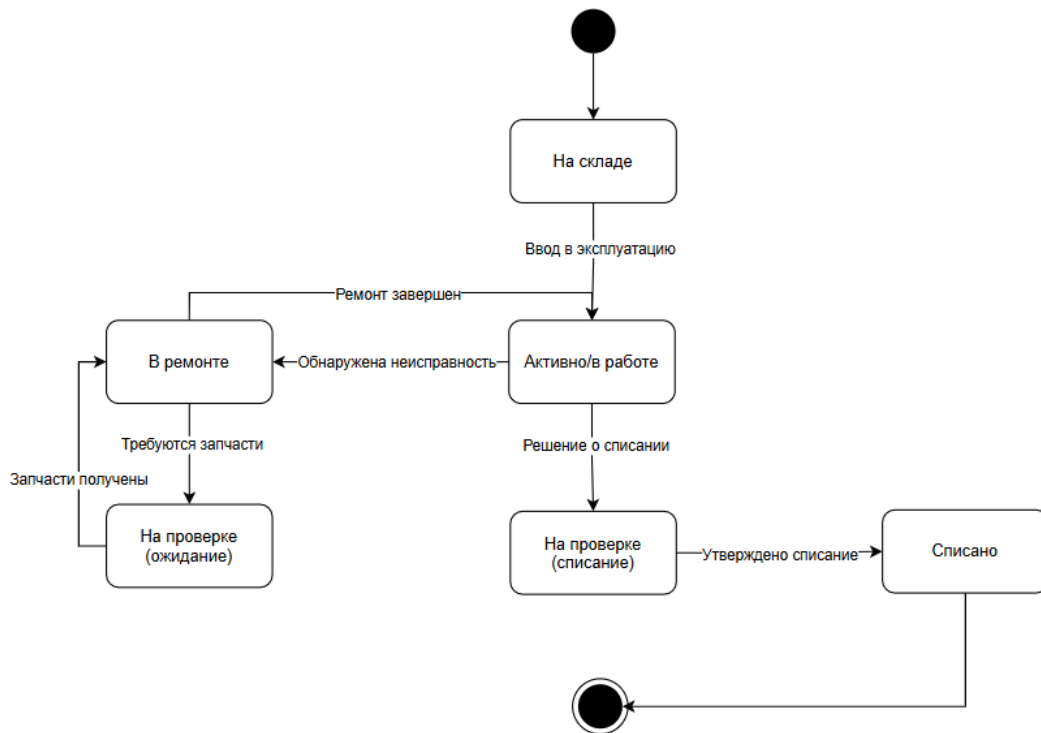 На складе
Ввод в эксплуатацию
Ремонт завершен
В ремонте
Обнаружена неисправность
Активно/в работе
Требуются запчасти
Решение о списании
Запчасти получены
На проверке
(ожидание)
На проверке
(списание)
Утверждено списание
Списано